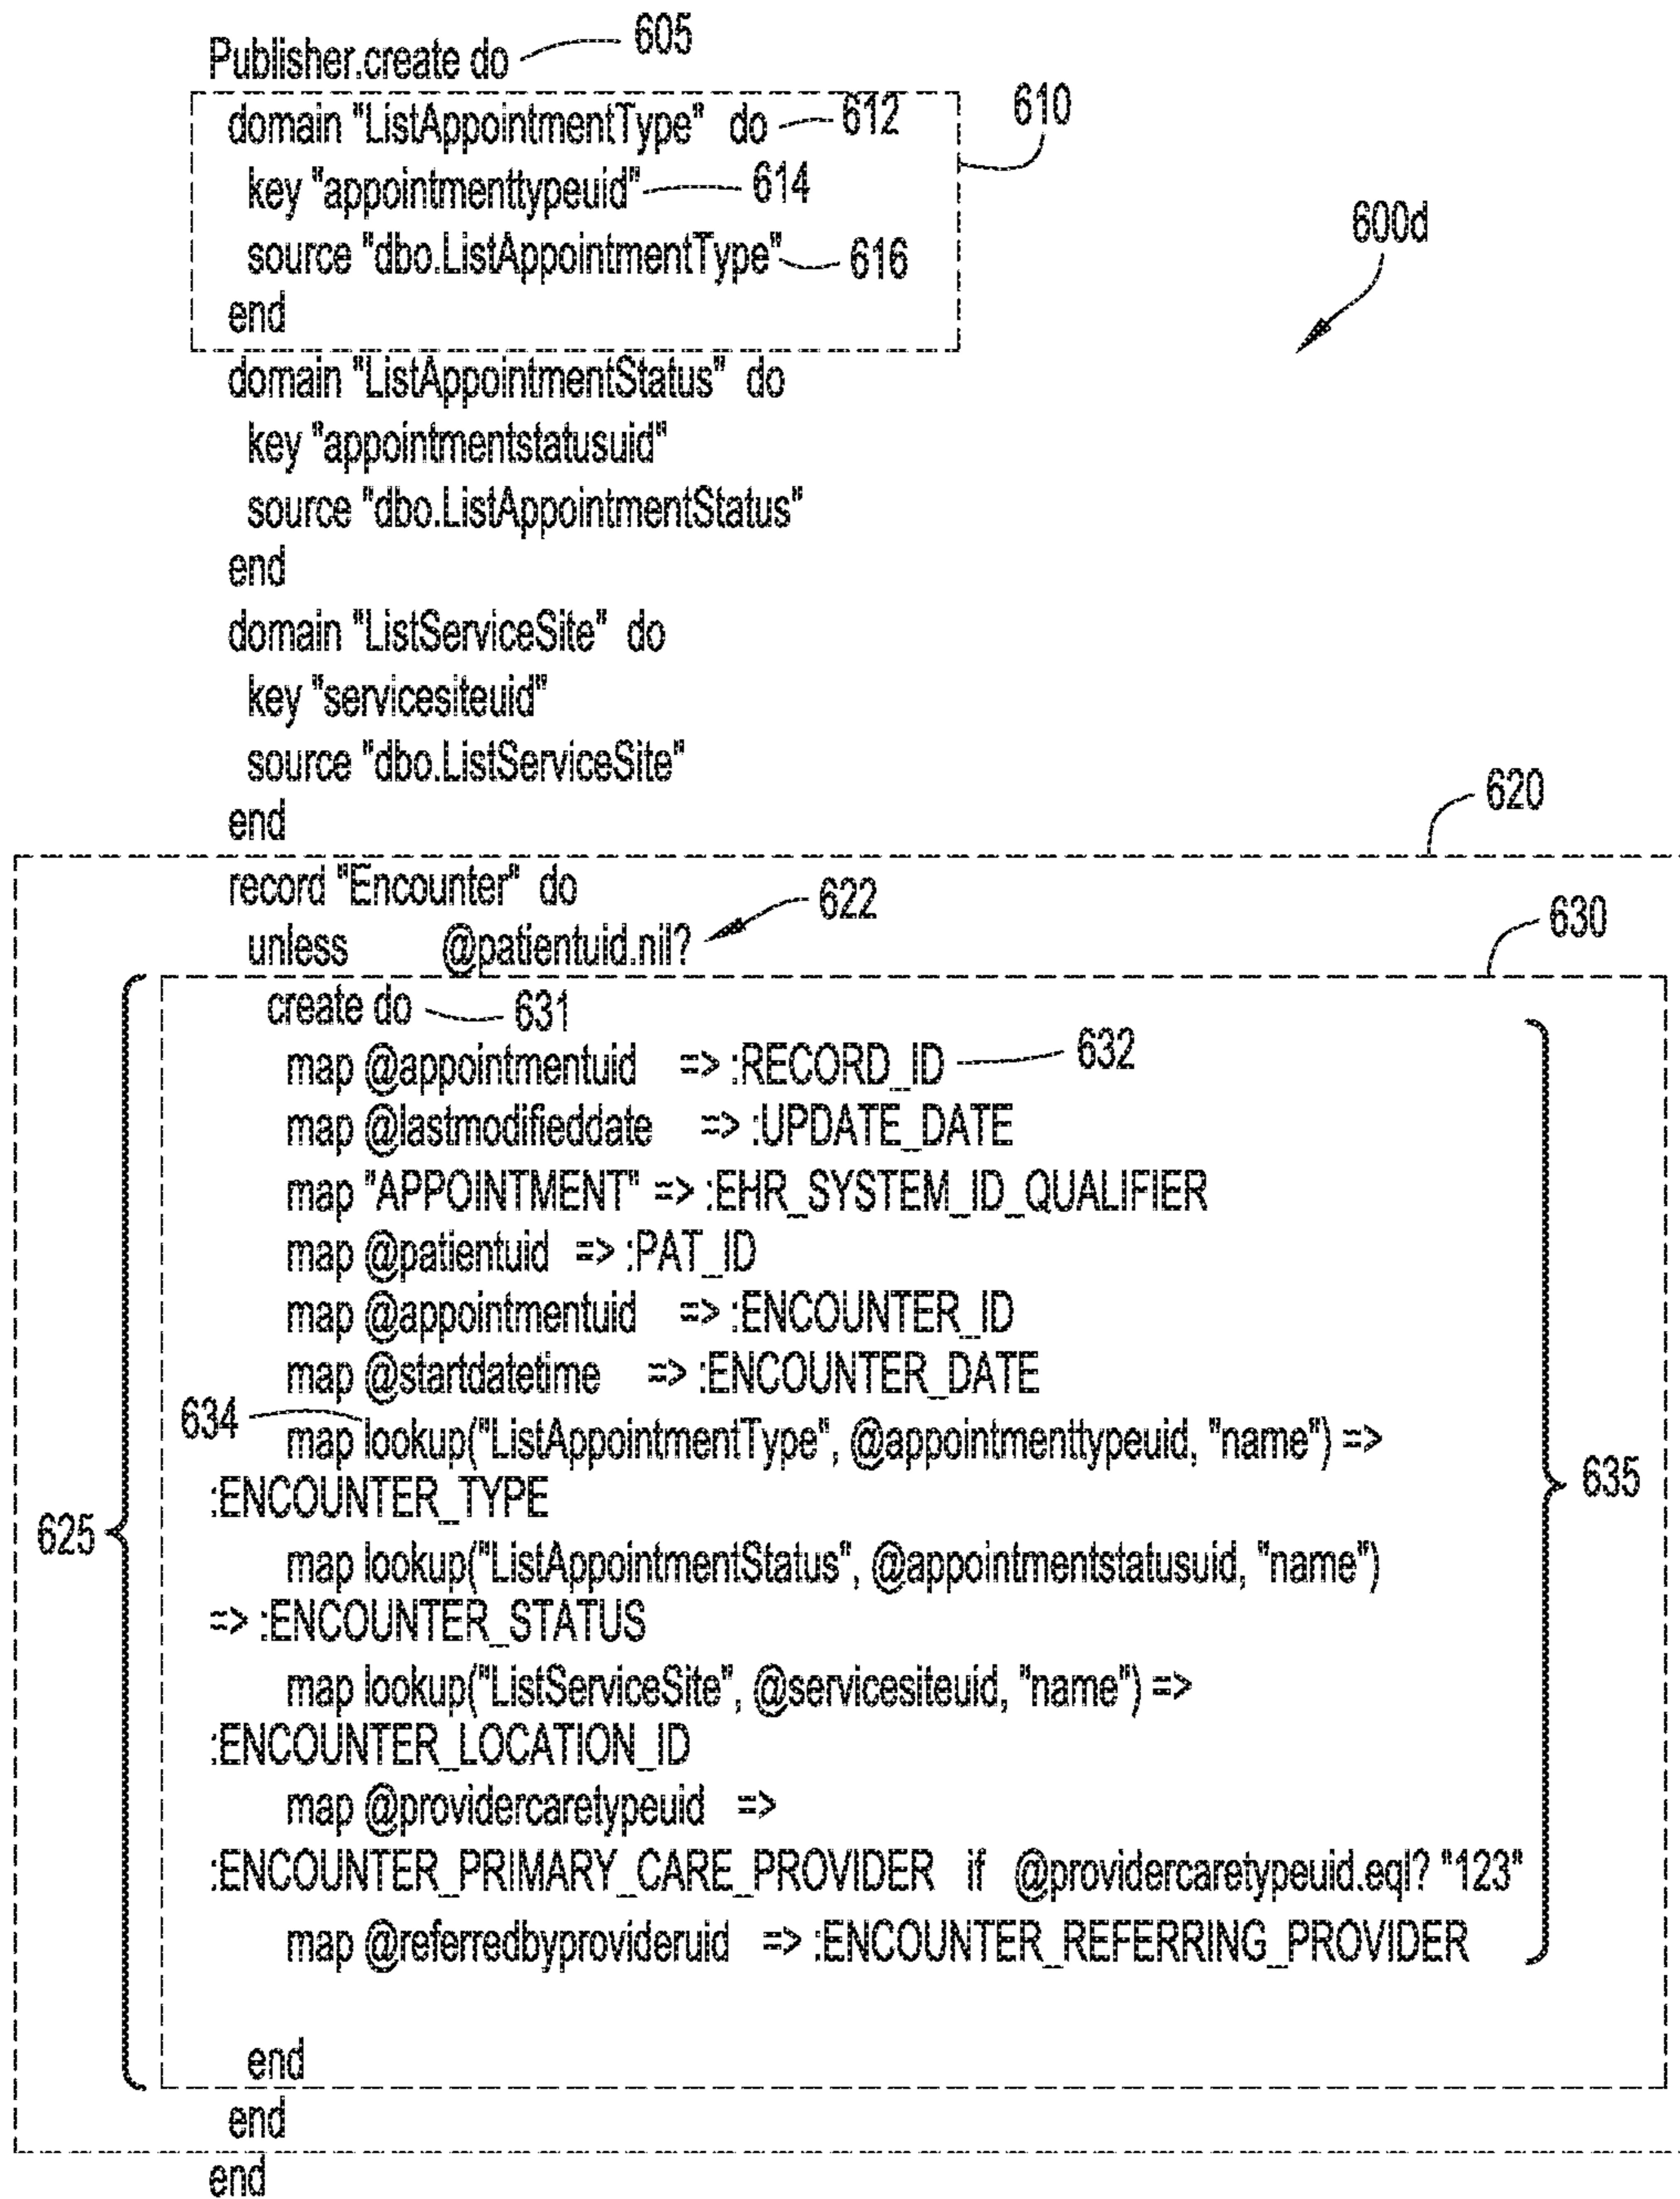 Publisher.create do 605
domain "ListAppointmentType" do 612 610
key "appointmenttypeuid" 614
600d
source "dbo.ListAppointmentType" 616
end
domain "ListAppointmentStatus" do
key "appointmentstatusuid"
source "dbo.ListAppointmentStatus"
end
domain "ListServiceSite" do
key "servicesiteuid"
source "dbo.ListServiceSite"
620
end
record "Encounter" do
622
630
unless @patientuid.nil?
create do 631
map @appointmentuid => :RECORD_ID 632
map @lastmodifieddate => :UPDATE_DATE
map "APPOINTMENT" => :EHR_SYSTEM_ID_QUALIFIER
map @patientuid => :PAT_ID
map @appointmentuid => :ENCOUNTER_ID
map @startdatetime => :ENCOUNTER_DATE
634
map lookup("ListAppointmentType", @appointmenttypeuid, "name") =>
:ENCOUNTER_TYPE
635
625
map lookup("ListAppointmentStatus", @appointmentstatusuid, "name")
=> :ENCOUNTER_STATUS
map lookup("ListServiceSite", @servicesiteuid, "name") =>
:ENCOUNTER_LOCATION_ID
map @providercaretypeuid =>
:ENCOUNTER_PRIMARY_CARE_PROVIDER if @providercaretypeuid.eql? "123"
map @referredbyprovideruid => :ENCOUNTER_REFERRING_PROVIDER
end
end
end